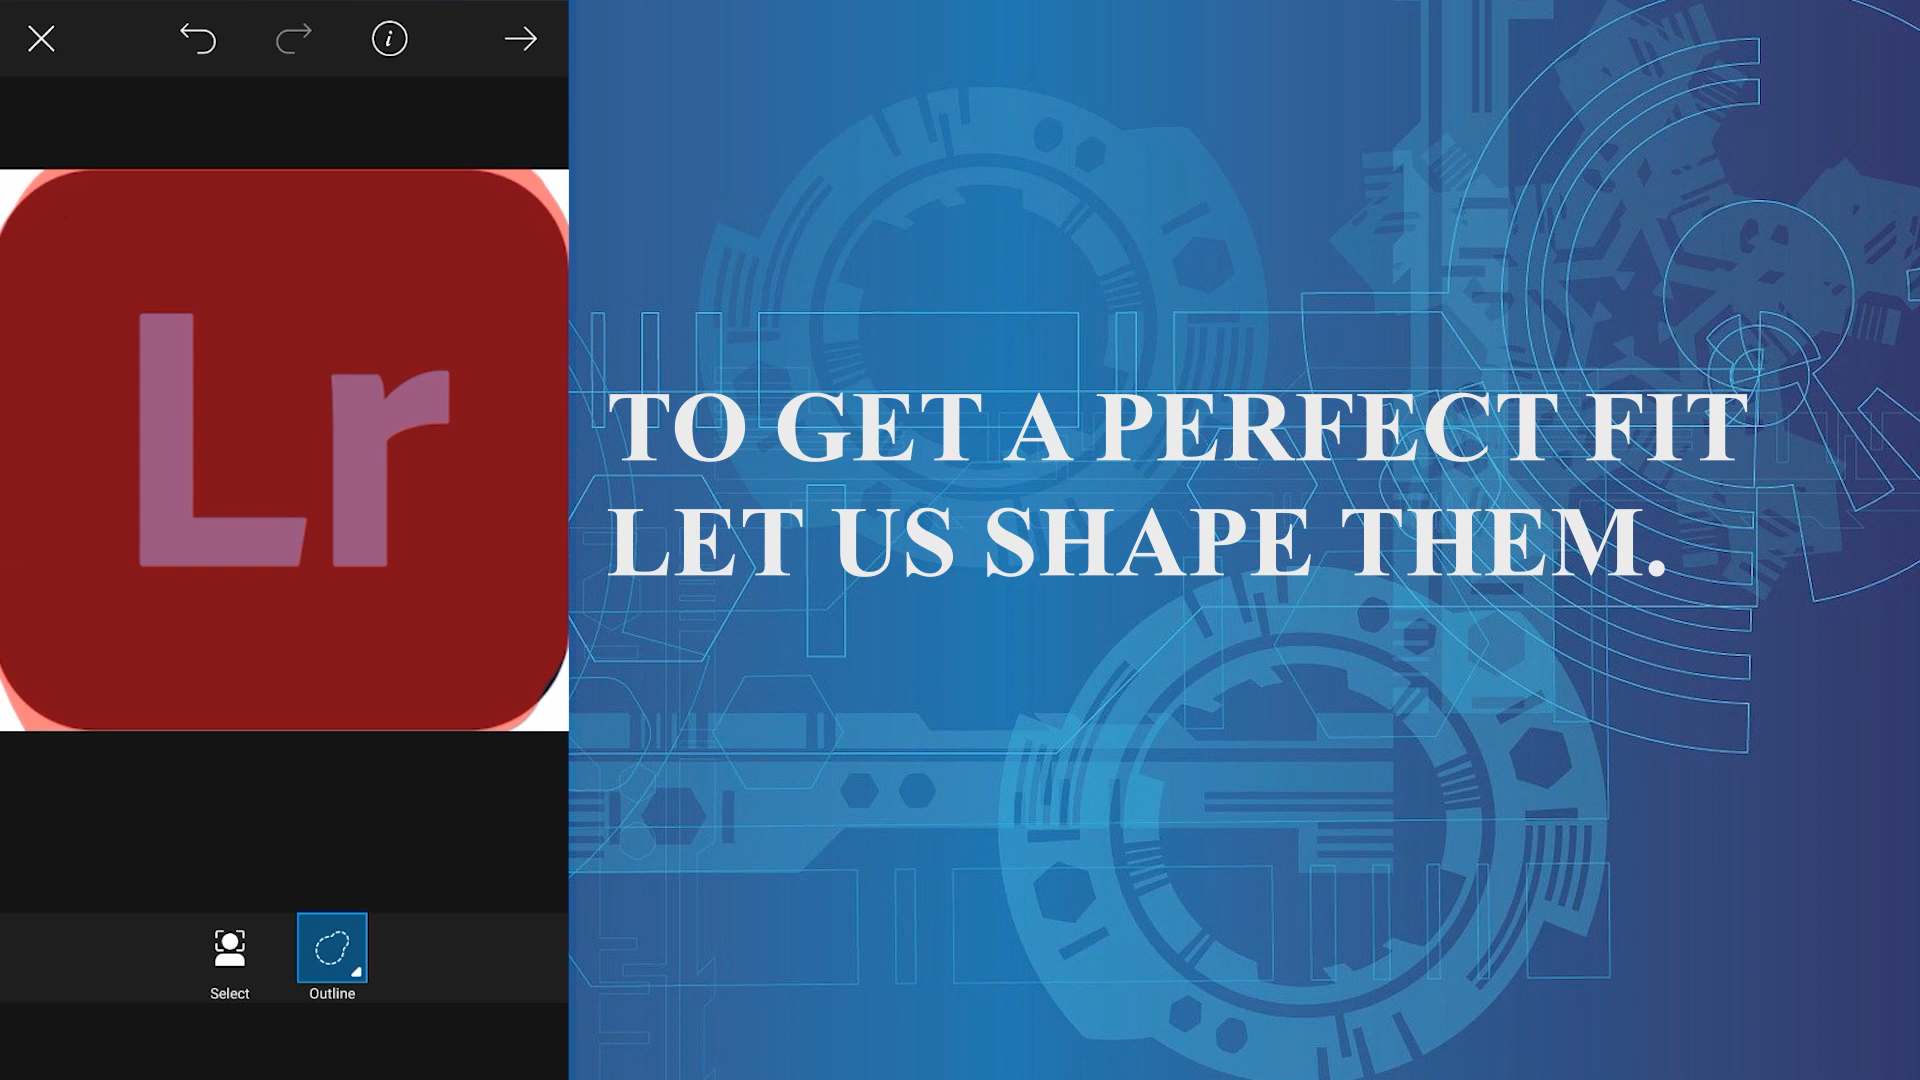 Lr
TO GET A PERFECT FIT
LET US SHAPE THEM.
Select
Outline